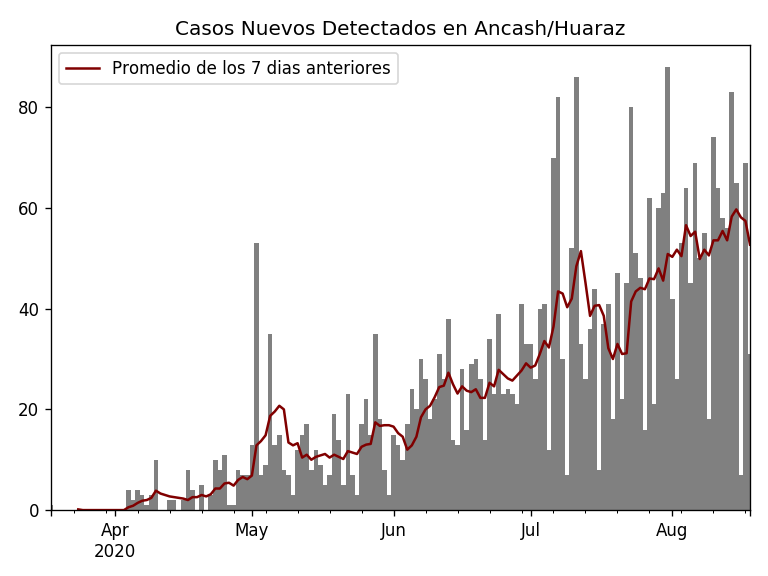 Casos Nuevos Detectados en Ancash/Huaraz
Promedio de los 7 dias anteriores
80
60
40
20
0
Apr
2020
May
Jun
Jul
Aug